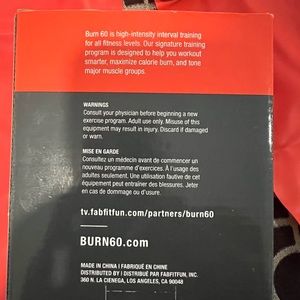 Burn 60 is high-intensity interval training
for all fitness levels. Our signature training
program is designed to help you workout
smarter, maximize calorie burn, and tone
major muscle groups.
WARNINGS
Consult your physician before beginning a new
exercise program. Adult use only. Misuse of this
equipment may result in injury. Discard if damaged
or warn.
MISE EN GARDE
Consultez un médecin avant de commencer un
nouveau programme d'exercices. À l'usage des
adultes seulement. Une utilisation fautive de cet
équipement peut entraîner des blessures. Jeter
en cas de dommage ou d'usure.
tv.fabfitfun.com/partners/burn60
BURN60.com
MADE IN CHINA | FABRIQUÉ EN CHINE
DISTRIBUTED BY | DISTRIBUÉ PAR FABFITFUN, INC.
360 N. LA CIENEGA, LOS ANGELES, CA 90048